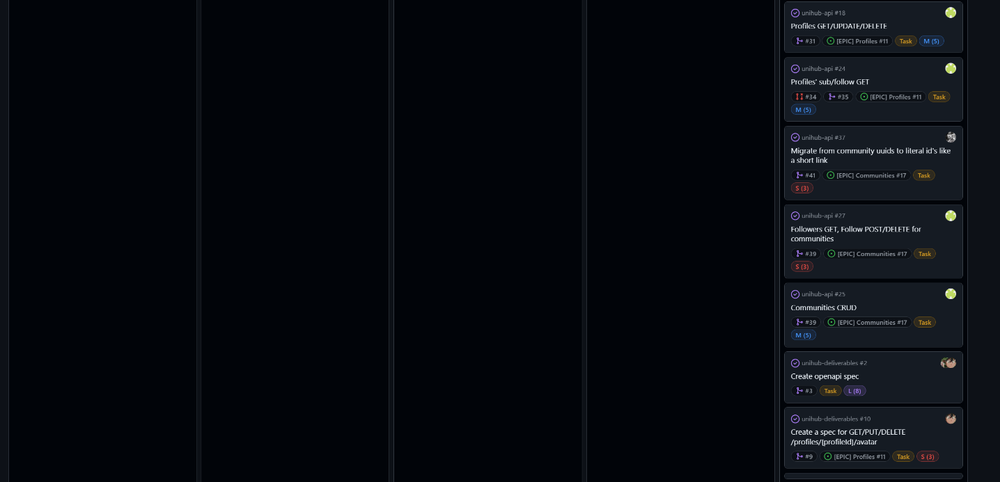 unihub-api #18
Profiles GET/UPDATE/DELETE
#31 [EPIC] Profiles #11 Task M (5)
unihub-api #24
Profiles' sub/follow GET
#34 #35 [EPIC] Profiles #11 Task
M (5)
unihub-api #37
Migrate from community uuids to literal id's like
a short link
#41 [EPIC] Communities #17 Task
S (3)
unihub-api #27
Followers GET, Follow POST/DELETE for
communities
#39 [EPIC] Communities #17 Task
S (3)
unihub-api #25
Communities CRUD
#39 [EPIC] Communities #17 Task
M (5)
unihub-deliverables #2
Create openapi spec
#3 Task L (8)
unihub-deliverables #10
Create a spec for GET/PUT/DELETE
/profiles/{profileId}/avatar
#9 [EPIC] Profiles #11 Task S (3)